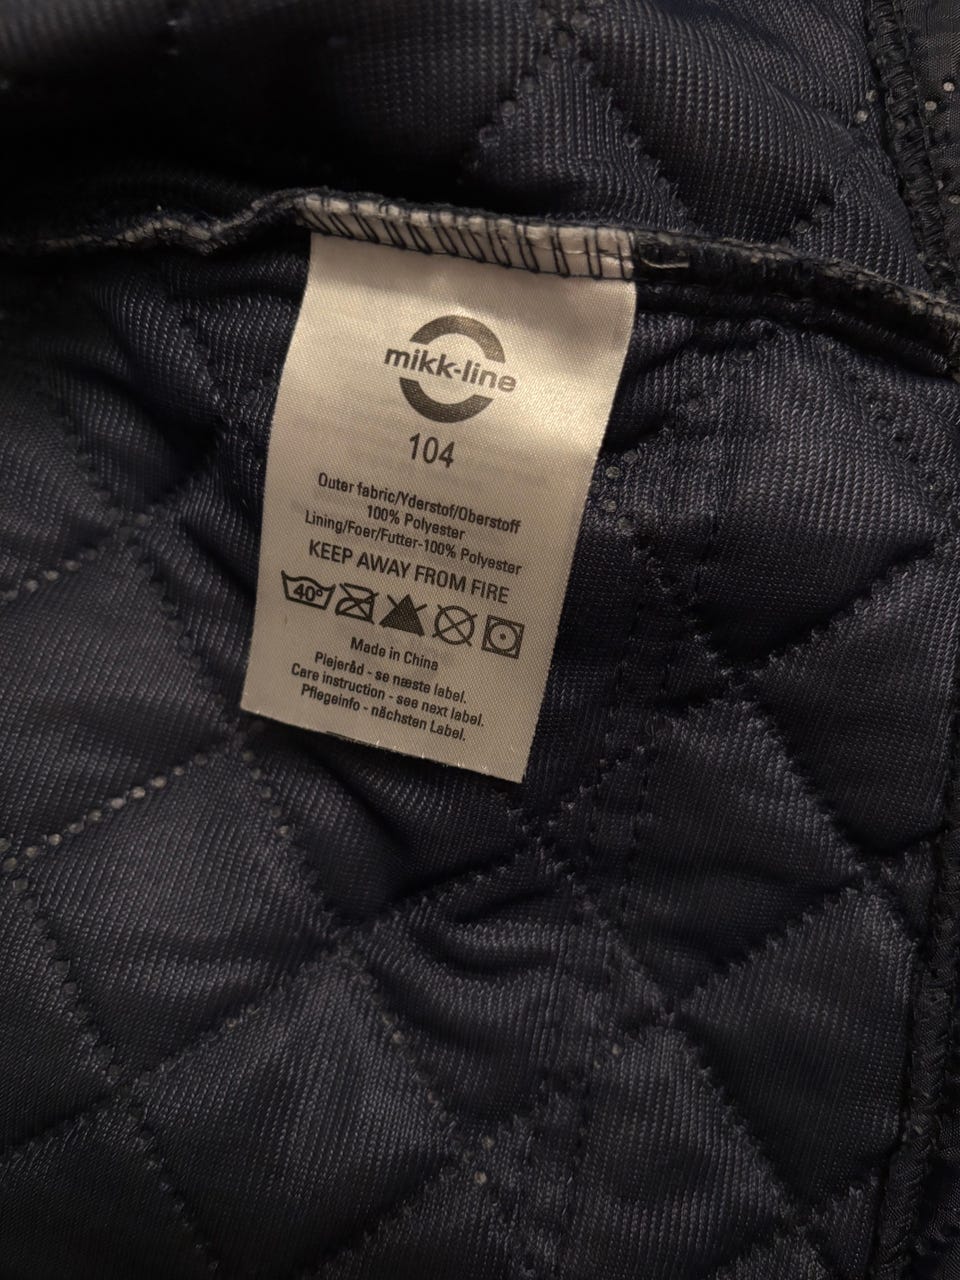 mikk-line
104
Outer fabric/Yderstof/Oberstoff
100% Polyester
Lining/Foer/Futter-100% Polyester
KEEP AWAY FROM FIRE
40°
Made in China
Plejeråd - se næste label.
Care instruction - see next label.
Pflegeinfo - nächsten Label.